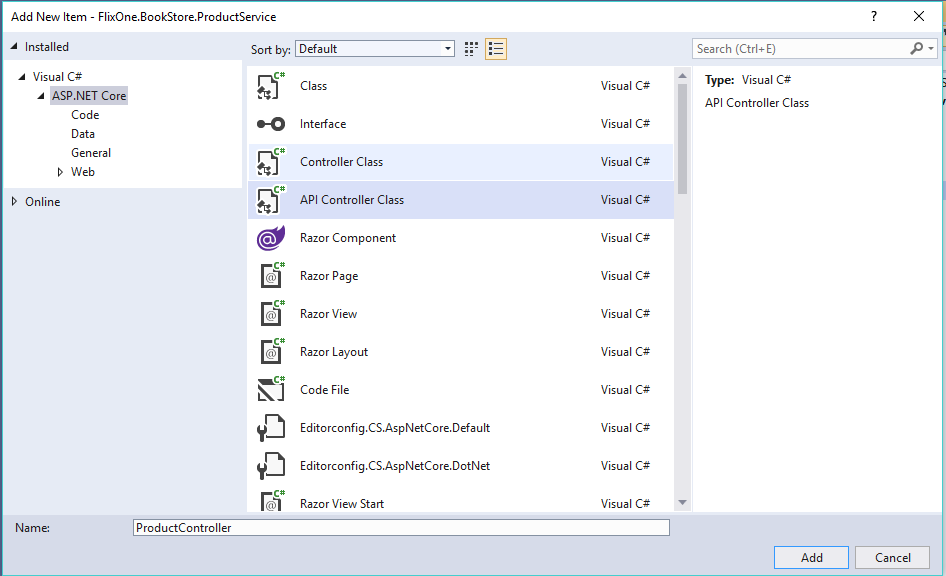 Add New Item - FlixOne.BookStore.ProductService
Installed
Visual C#
ASP.NET Core
Code
Data
General
Web
Online
Sort by: Default
Search (Ctrl+E)
Class Visual C#
Interface Visual C#
Controller Class Visual C#
API Controller Class Visual C#
Razor Component Visual C#
Razor Page Visual C#
Razor View Visual C#
Razor Layout Visual C#
Code File Visual C#
Editorconfig.CS.AspNetCore.Default Visual C#
Editorconfig.CS.AspNetCore.DotNet Visual C#
Razor View Start Visual C#
Type: Visual C#
API Controller Class
Name: ProductController
Add Cancel